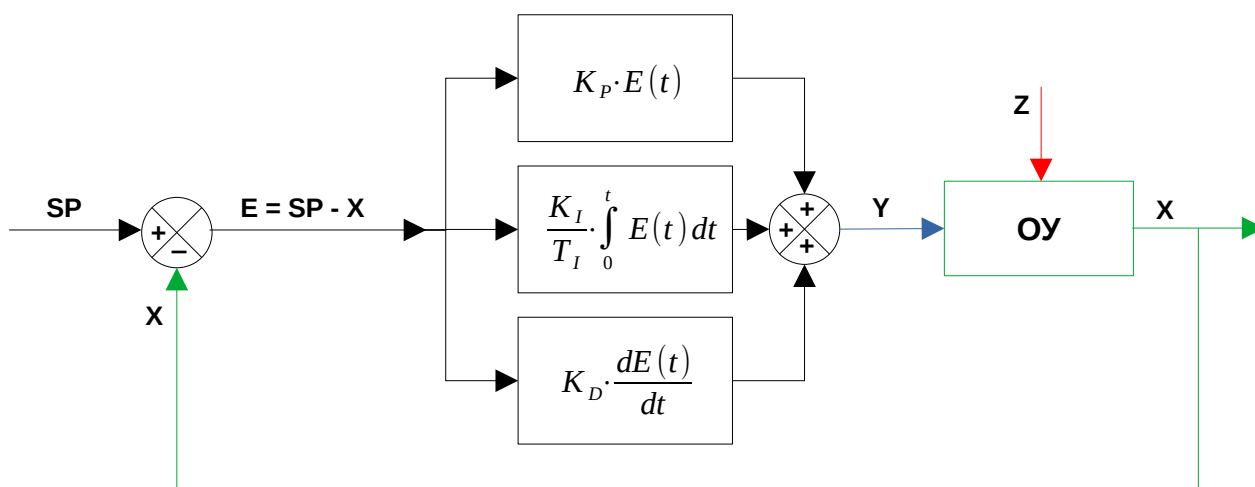 K_P·E(t)
Z
SP
E = SP - X
K_I/T_I·∫_0^t E(t)dt
Y
ОУ
X
+
−
+
+
+
X
K_D·dE(t)/dt